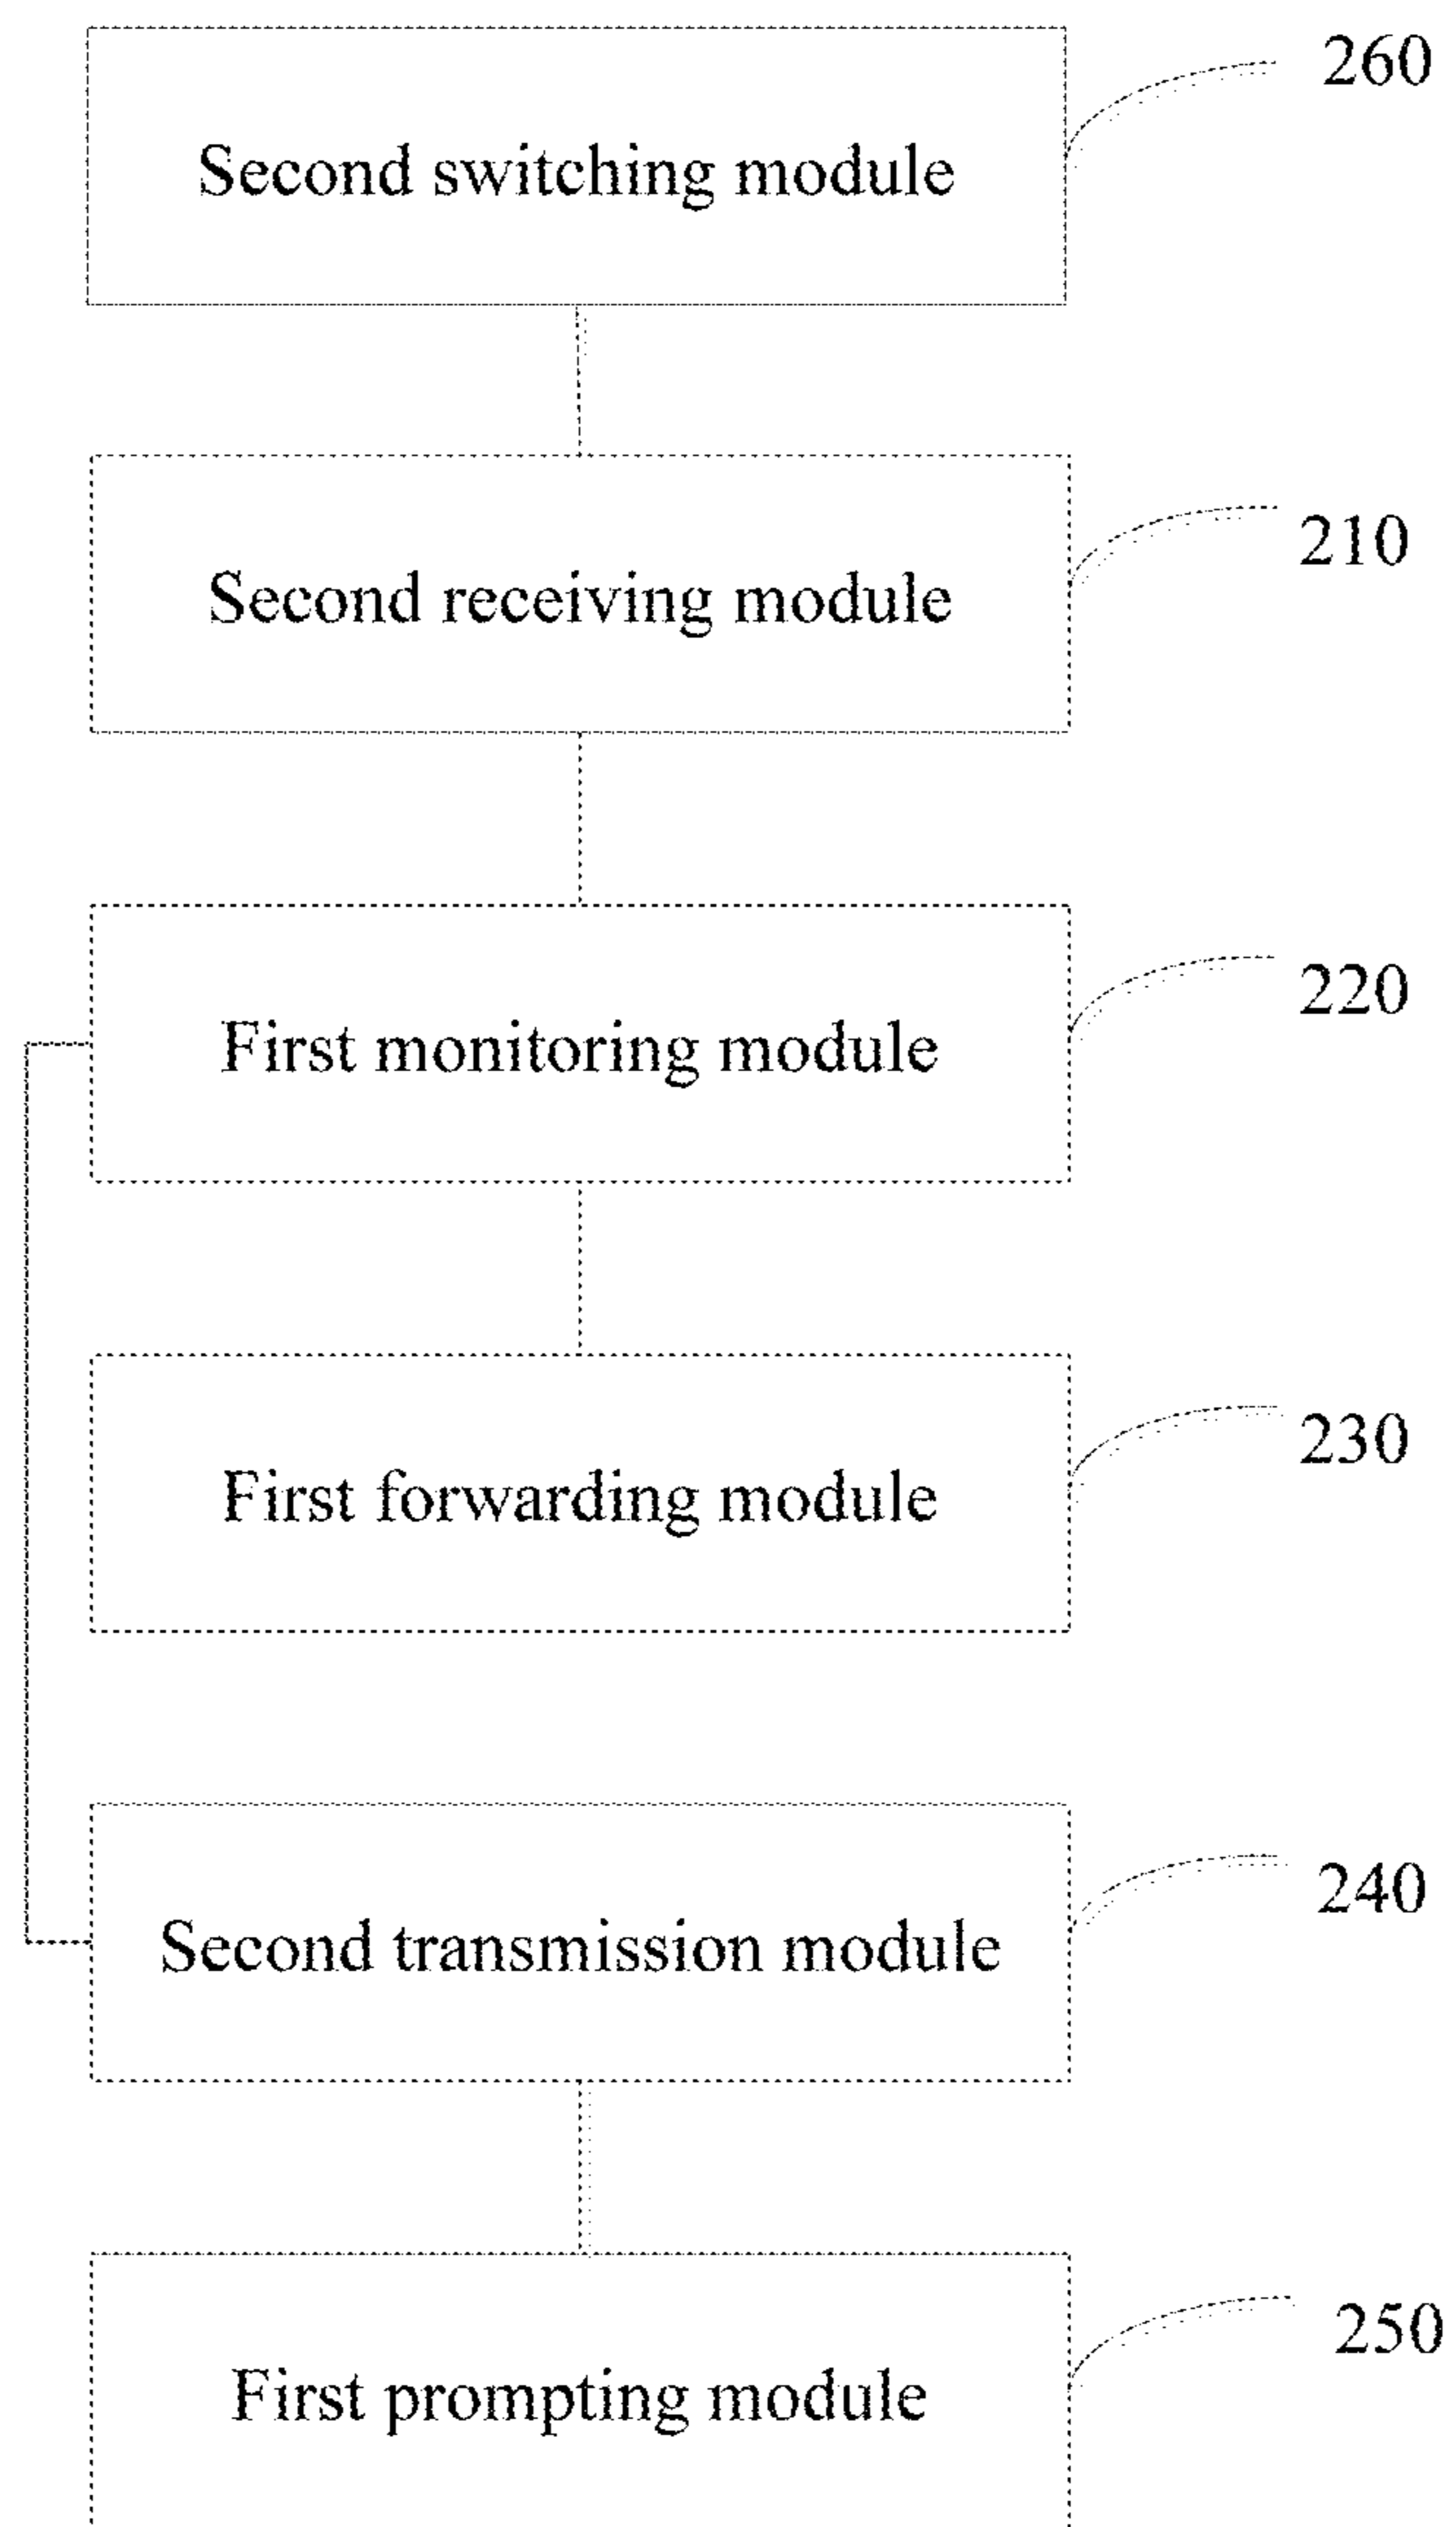 260
Second switching module
210
Second receiving module
220
First monitoring module
230
First forwarding module
240
Second transmission module
250
First prompting module